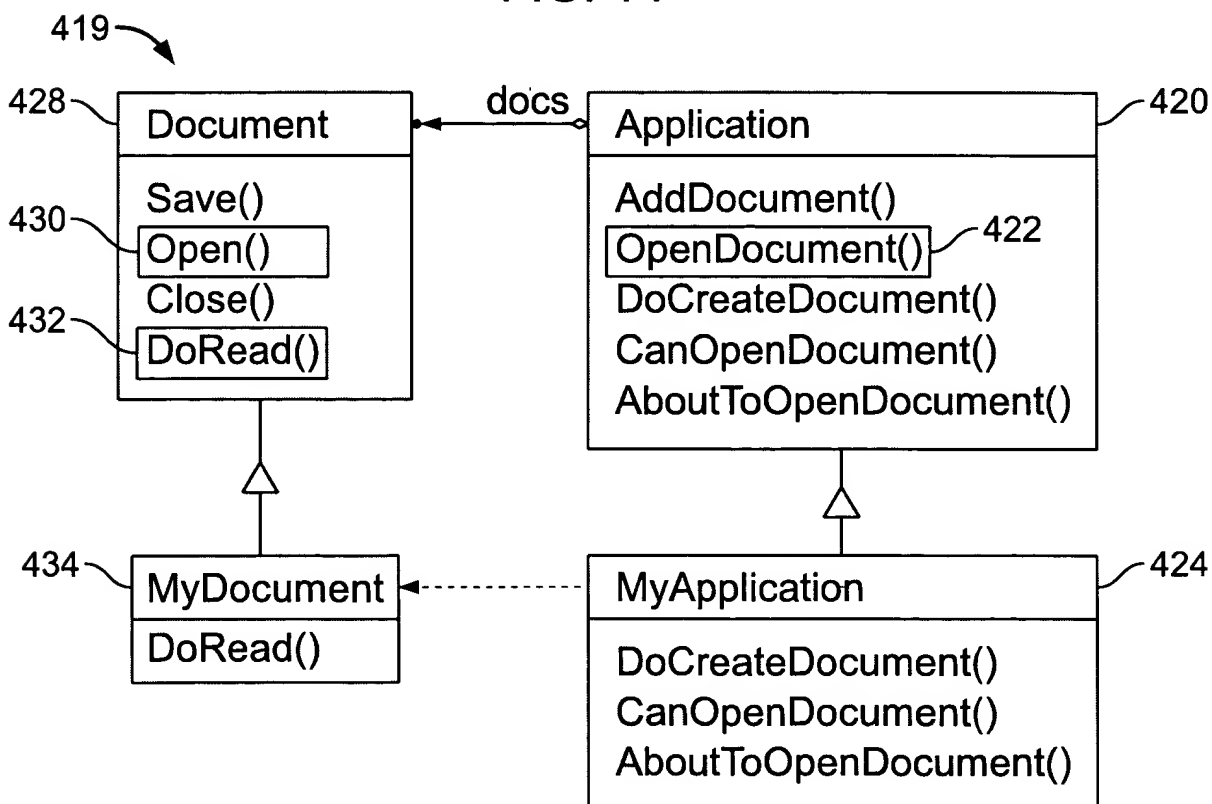 419
428
Document
Save()
430
Open()
Close()
432
DoRead()
docs
Application
420
AddDocument()
OpenDocument()
422
DoCreateDocument()
CanOpenDocument()
AboutToOpenDocument()
434
MyDocument
DoRead()
MyApplication
424
DoCreateDocument()
CanOpenDocument()
AboutToOpenDocument()